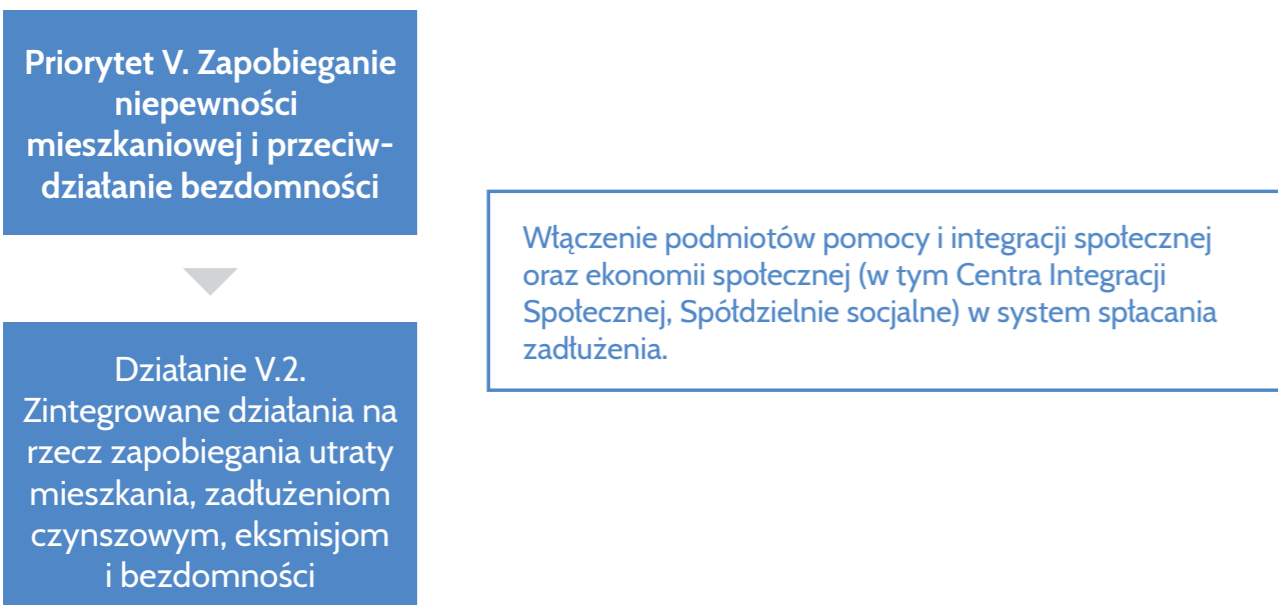 Priorytet V. Zapobieganie
niepewności
mieszkaniowej i przeciw-
działanie bezdomności
Włączenie podmiotów pomocy i integracji społecznej
oraz ekonomii społecznej (w tym Centra Integracji
Społecznej, Spółdzielnie socjalne) w system spłacania
zadłużenia.
Działanie V.2.
Zintegrowane działania na
rzecz zapobiegania utraty
mieszkania, zadłużeniom
czynszowym, eksmisjom
i bezdomności